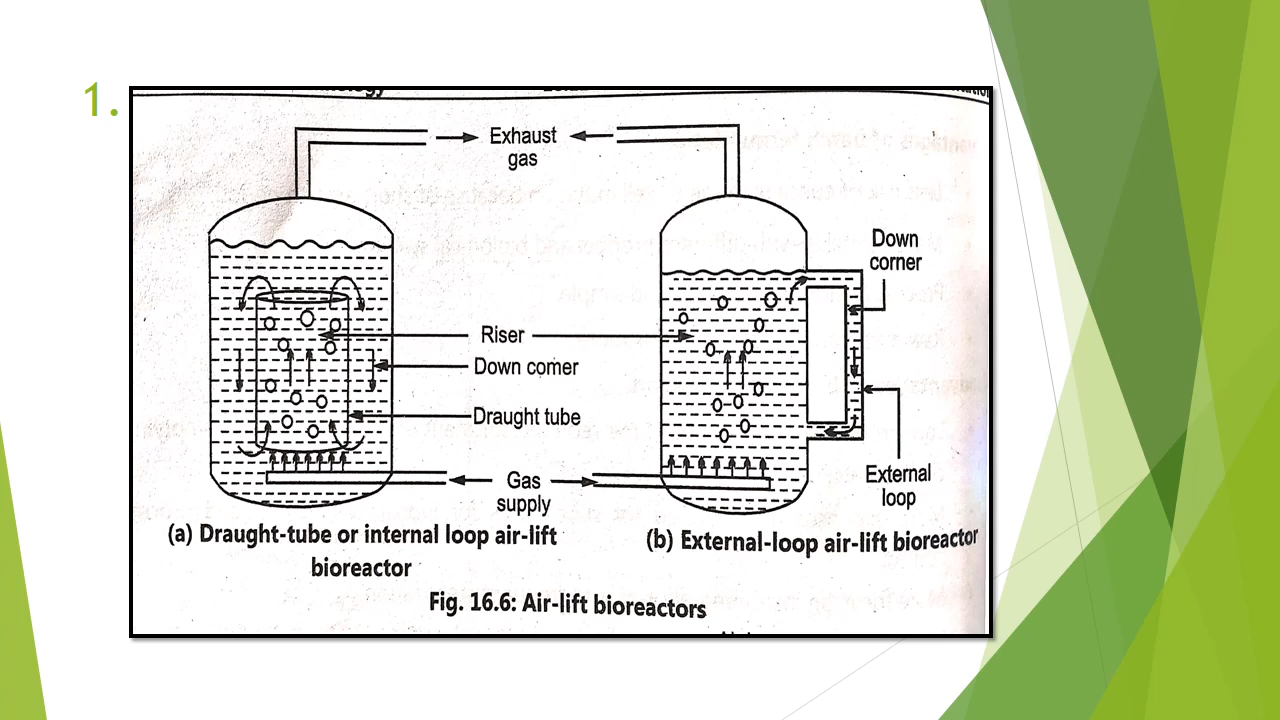 1.
Exhaust
gas
Down
corner
Riser
Down comer
Draught tube
Gas
supply
External
loop
(a) Draught-tube or internal loop air-lift
bioreactor
(b) External-loop air-lift bioreactor
Fig. 16.6: Air-lift bioreactors